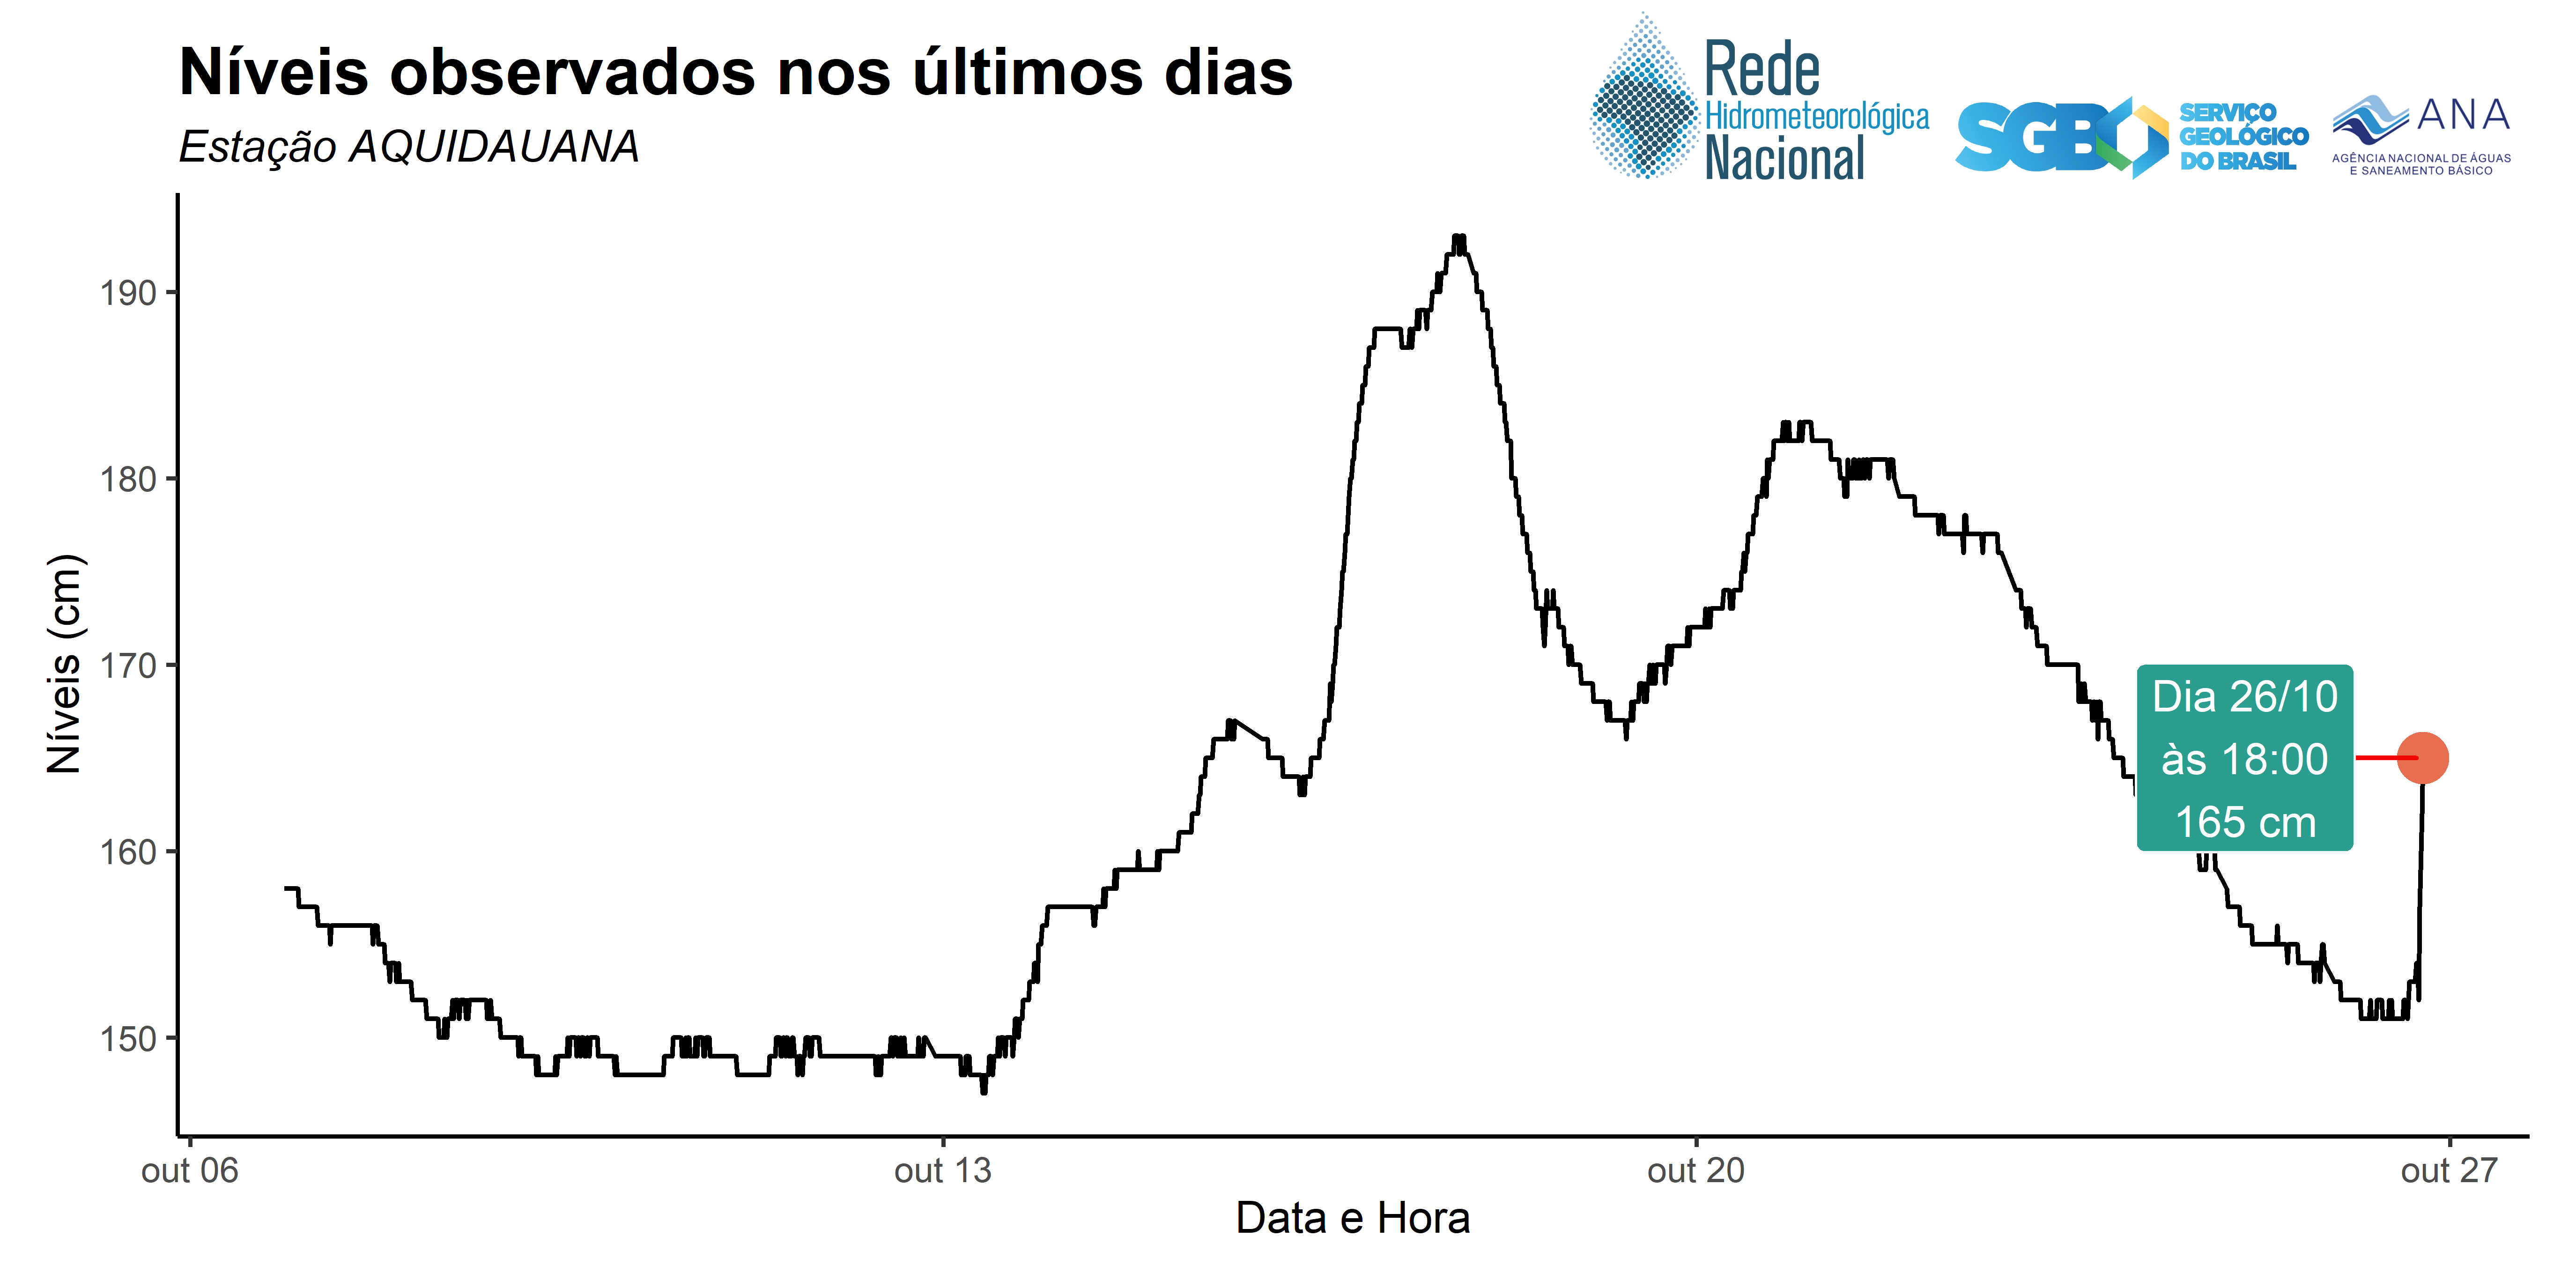 Níveis observados nos últimos dias
Estação AQUIDAUANA
Rede
Hidrometeorológica
Nacional
SGB
SERVIÇO
GEOLÓGICO
DO BRASIL
ANA
AGÊNCIA NACIONAL DE ÁGUAS
E SANEAMENTO BÁSICO
190
180
170
160
150
Níveis (cm)
Dia 26/10
às 18:00
165 cm
out 06
out 13
out 20
out 27
Data e Hora